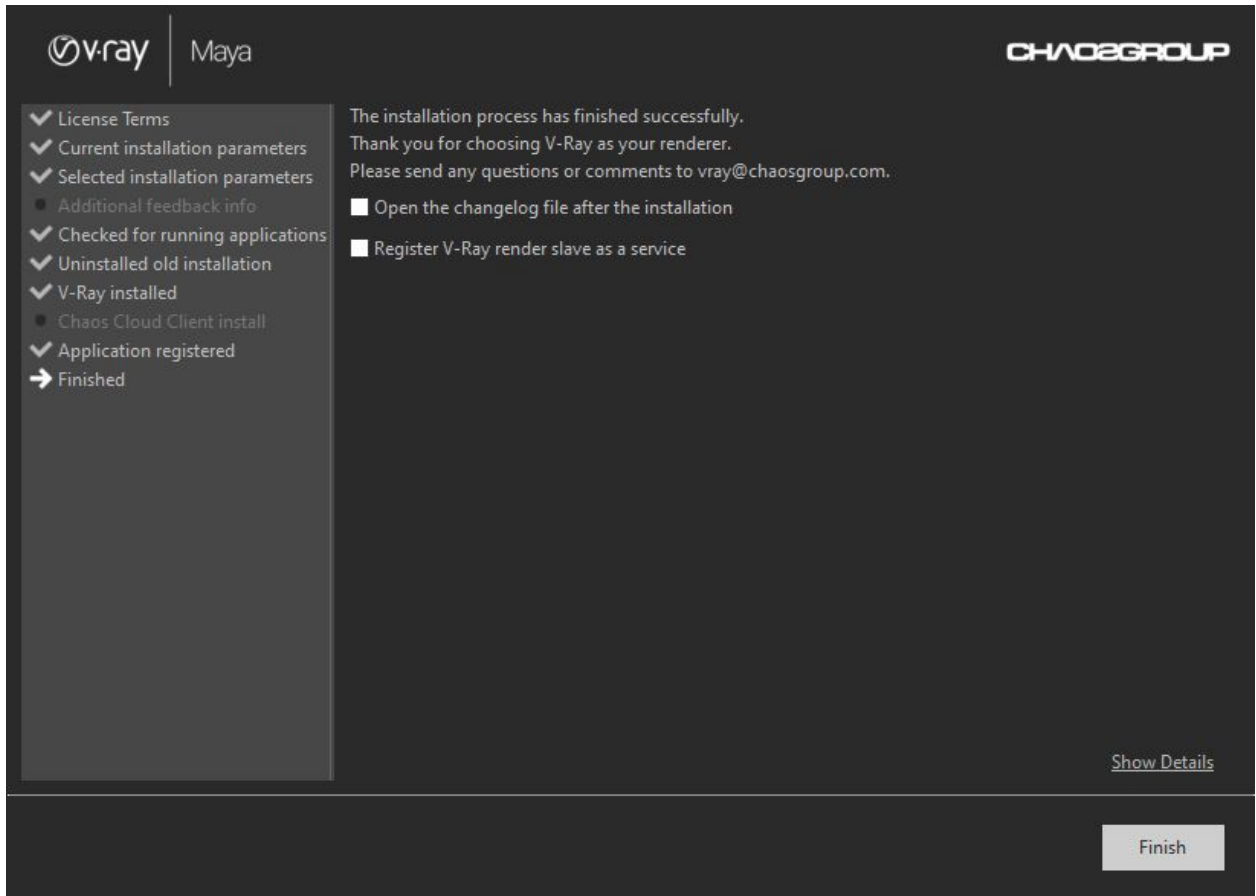 v·ray
Maya
CHAOSGROUP
License Terms
Current installation parameters
Selected installation parameters
Additional feedback info
Checked for running applications
Uninstalled old installation
V-Ray installed
Chaos Cloud Client install
Application registered
Finished
The installation process has finished successfully.
Thank you for choosing V-Ray as your renderer.
Please send any questions or comments to vray@chaosgroup.com.
Open the changelog file after the installation
Register V-Ray render slave as a service
Show Details
Finish